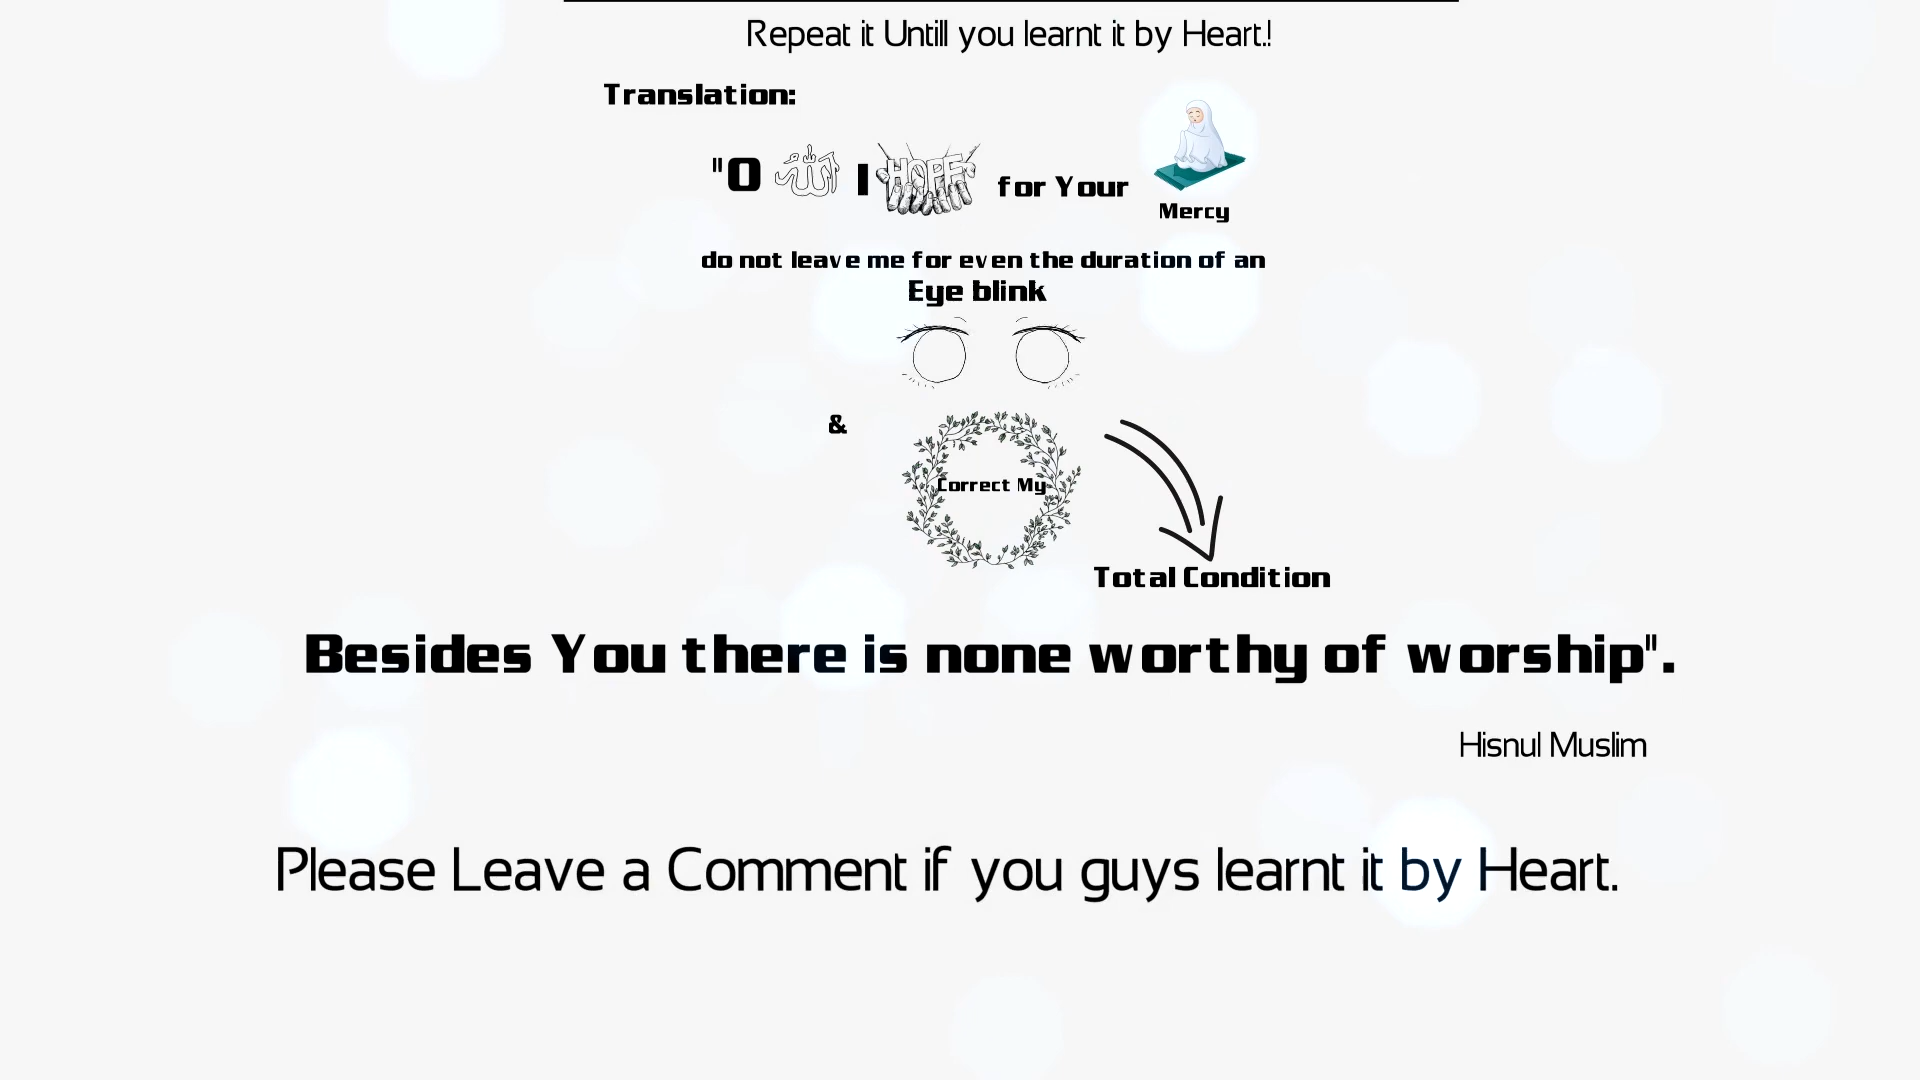 Repeat it Untill you learnt it by Heart.!
Translation:
"O الله I HOPE for Your
Mercy
do not leave me for even the duration of an
Eye blink
&
Correct My
Total Condition
Besides You there is none worthy of worship".
Hisnul Muslim
Please Leave a Comment if you guys learnt it by Heart.